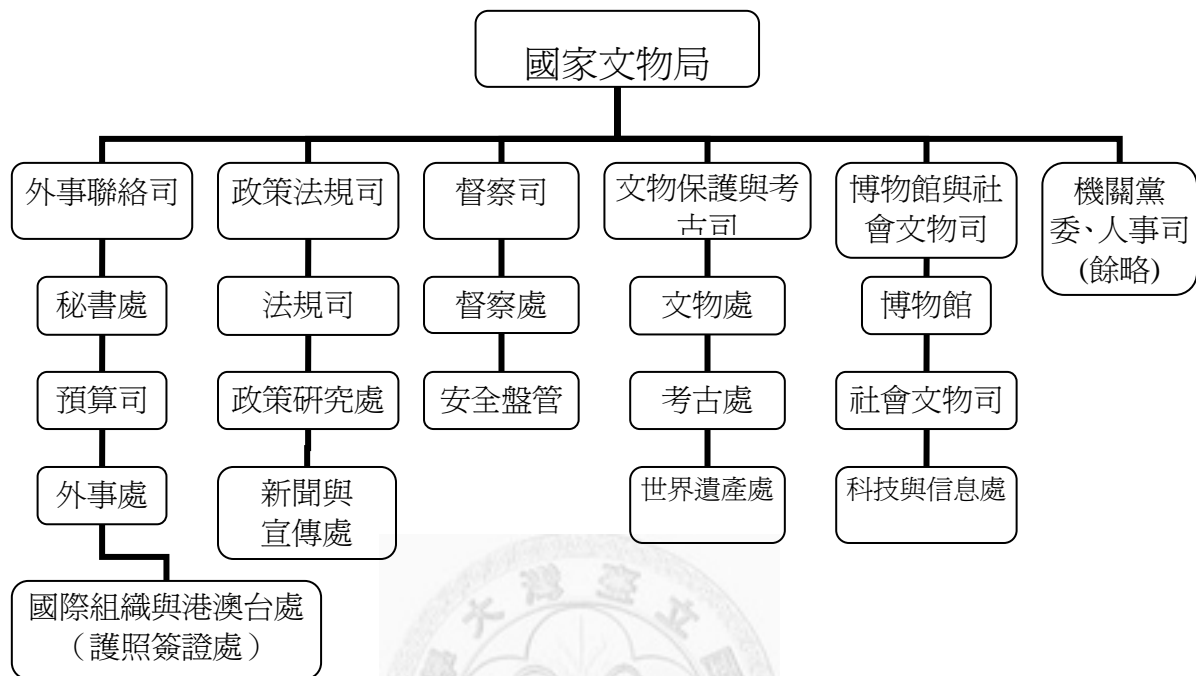 國家文物局
外事聯絡司
政策法規司
督察司
文物保護與考
古司
博物館與社
會文物司
機關黨
委、人事司
(餘略)
秘書處
法規司
督察處
文物處
博物館
預算司
政策研究處
安全盤管
考古處
社會文物司
外事處
新聞與
宣傳處
世界遺產處
科技與信息處
國際組織與港澳台處
（護照簽證處）
大灣臺立